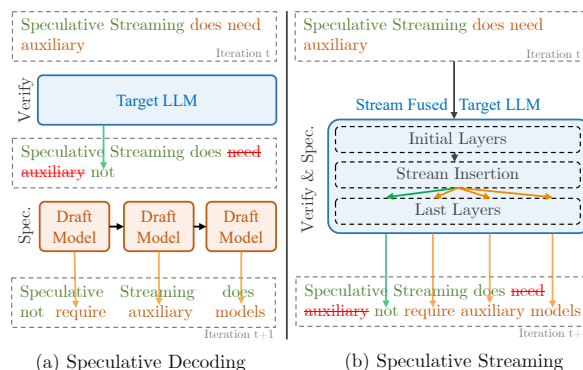 Speculative Streaming does need
auxiliary
Iteration t
Verify
Target LLM
Speculative Streaming does need
auxiliary not
Spec.
Draft
Model
Draft
Model
Draft
Model
Speculative Streaming does
not require auxiliary models
Iteration t+1
(a) Speculative Decoding
Speculative Streaming does need
auxiliary
Iteration t
Stream Fused Target LLM
Verify & Spec.
Initial Layers
Stream Insertion
Last Layers
Speculative Streaming does need
auxiliary not require auxiliary models
Iteration t+
(b) Speculative Streaming